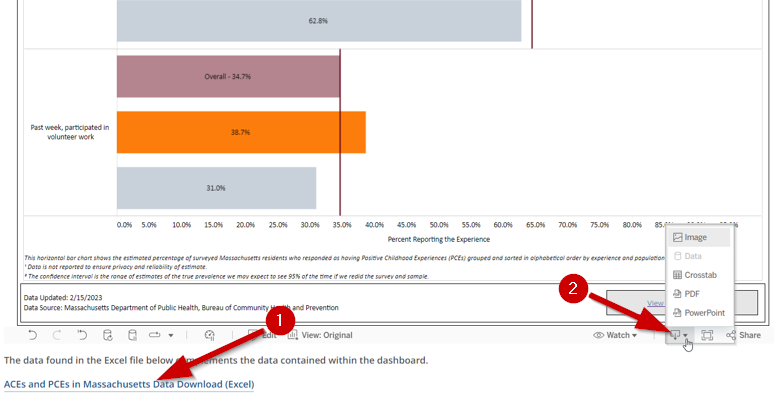 62.8%
Overall - 34.7%
Past week, participated in
volunteer work
38.7%
31.0%
0.0% 5.0% 10.0% 15.0% 20.0% 25.0% 30.0% 35.0% 40.0% 45.0% 50.0% 55.0% 60.0% 65.0% 70.0% 75.0% 80.0%
Percent Reporting the Experience
Image
Data
Crosstab
PDF
PowerPoint
This horizontal bar chart shows the estimated percentage of surveyed Massachusetts residents who responded as having Positive Childhood Experiences (PCEs) grouped and sorted in alphabetical order by experience and population
¹ Data is not reported to ensure privacy and reliability of estimate.
* The confidence interval is the range of estimates of the true prevalence we may expect to see 95% of the time if we redid the survey and sample.
2
Data Updated: 2/15/2023
View
Data Source: Massachusetts Department of Public Health, Bureau of Community and Prevention
1
Edit View: Original Watch Share
The data found in the Excel file below the data contained within the dashboard.
ACEs and PCEs in Massachusetts Data Download (Excel)